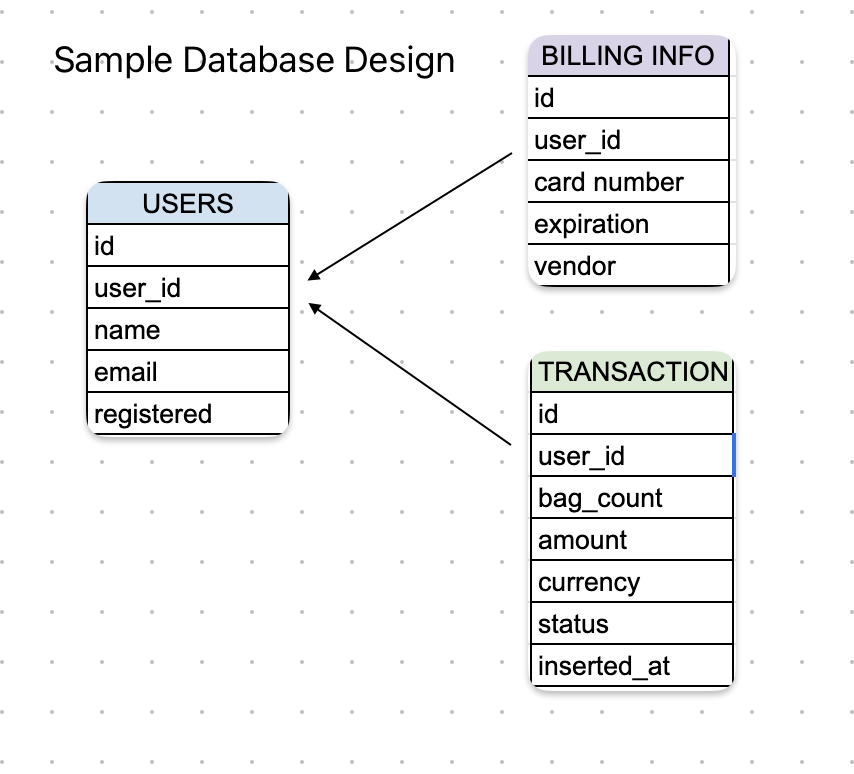 Sample Database Design
BILLING INFO
id
user_id
card number
expiration
vendor
USERS
id
user_id
name
email
registered
TRANSACTION
id
user_id
bag_count
amount
currency
status
inserted_at